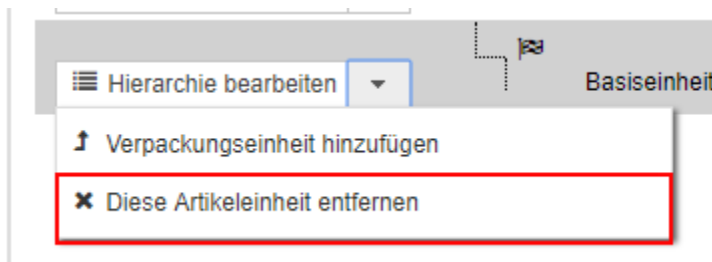 Hierarchie bearbeiten
Basiseinheit
Verpackungseinheit hinzufügen
Diese Artikeleinheit entfernen